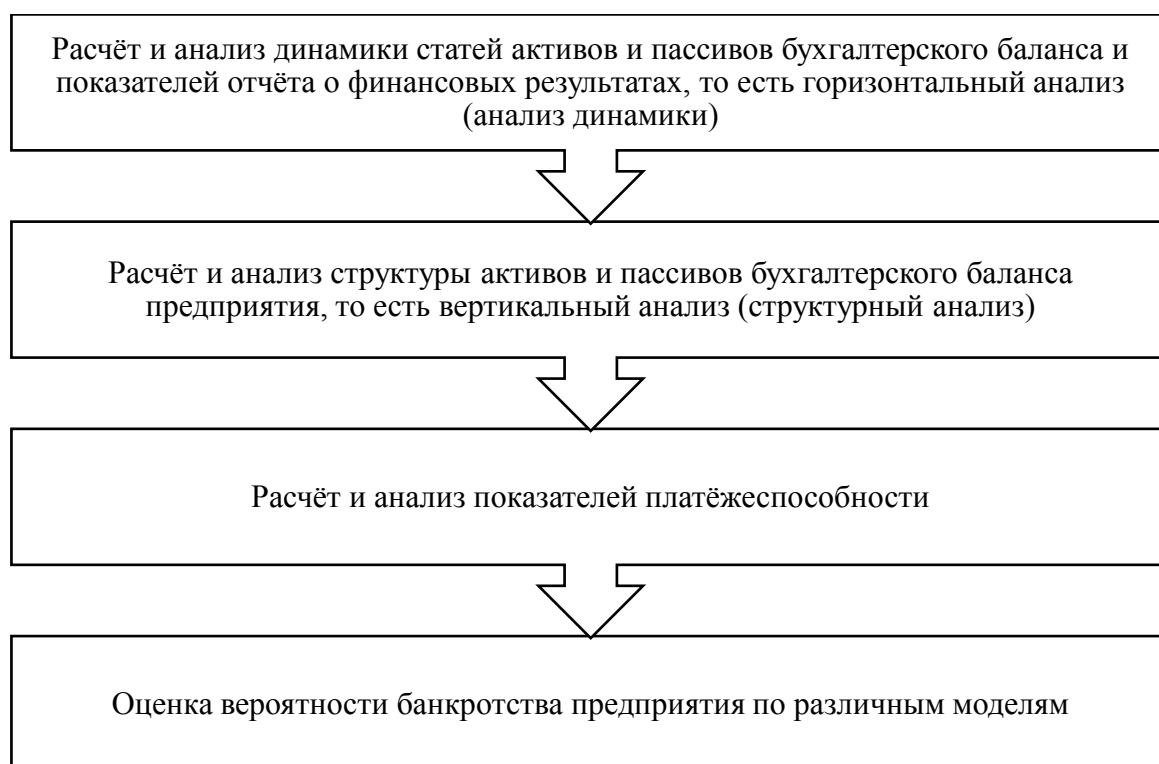 Расчёт и анализ динамики статей активов и пассивов бухгалтерского баланса и
показателей отчёта о финансовых результатах, то есть горизонтальный анализ
(анализ динамики)
Расчёт и анализ структуры активов и пассивов бухгалтерского баланса
предприятия, то есть вертикальный анализ (структурный анализ)
Расчёт и анализ показателей платёжеспособности
Оценка вероятности банкротства предприятия по различным моделям